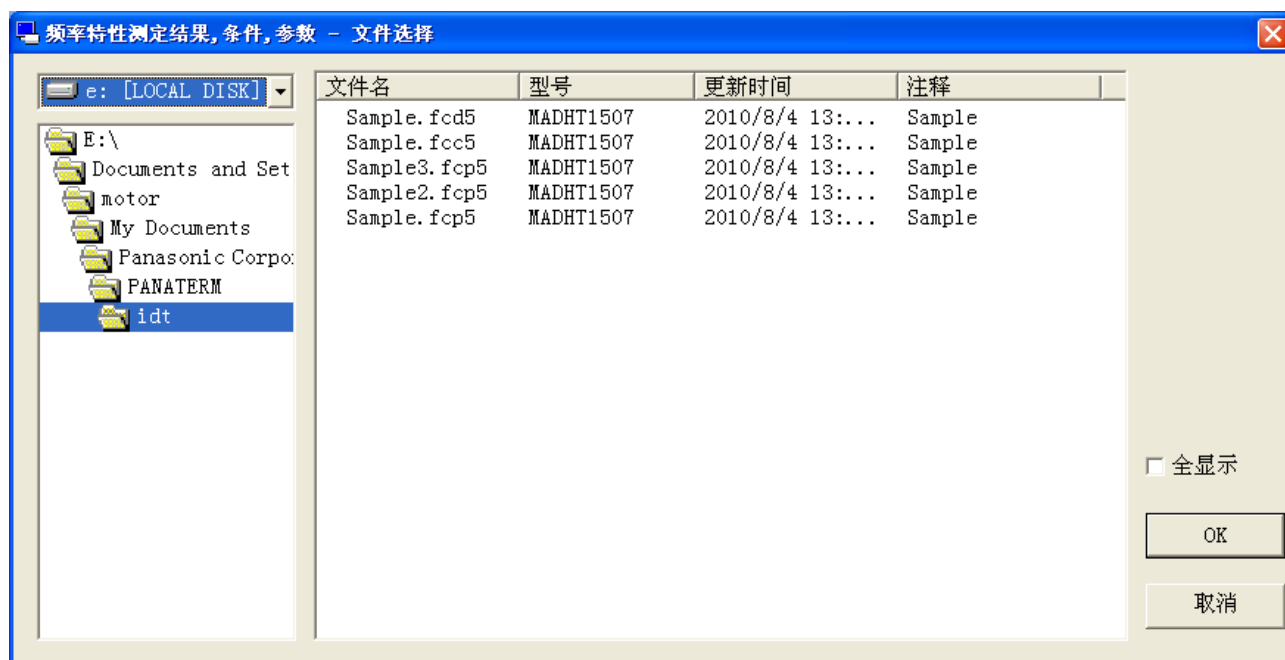 频率特性测定结果,条件,参数 - 文件选择
e: [LOCAL DISK]
E:\
Documents and Set
motor
My Documents
Panasonic Corpo
PANATERM
idt
文件名 型号 更新时间 注释
Sample.fcd5 MADHT1507 2010/8/4 13:... Sample
Sample.fcc5 MADHT1507 2010/8/4 13:... Sample
Sample3.fcp5 MADHT1507 2010/8/4 13:... Sample
Sample2.fcp5 MADHT1507 2010/8/4 13:... Sample
Sample.fcp5 MADHT1507 2010/8/4 13:... Sample
全显示
OK
取消